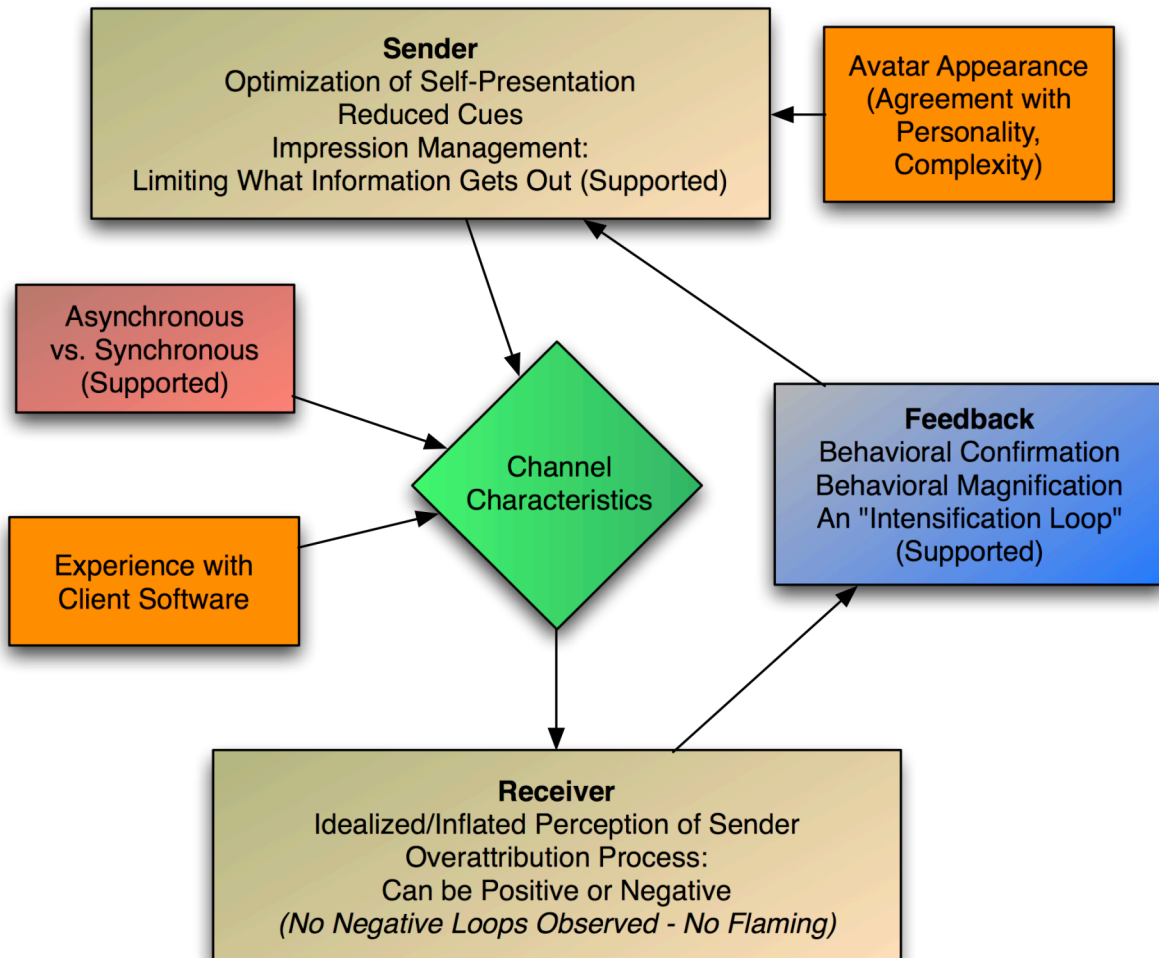 Sender
Optimization of Self-Presentation
Reduced Cues
Impression Management:
Limiting What Information Gets Out (Supported)
Avatar Appearance
(Agreement with
Personality,
Complexity)
Asynchronous
vs. Synchronous
(Supported)
Channel
Characteristics
Feedback
Behavioral Confirmation
Behavioral Magnification
An "Intensification Loop"
(Supported)
Experience with
Client Software
Receiver
Idealized/Inflated Perception of Sender
Overattribution Process:
Can be Positive or Negative
(No Negative Loops Observed - No Flaming)